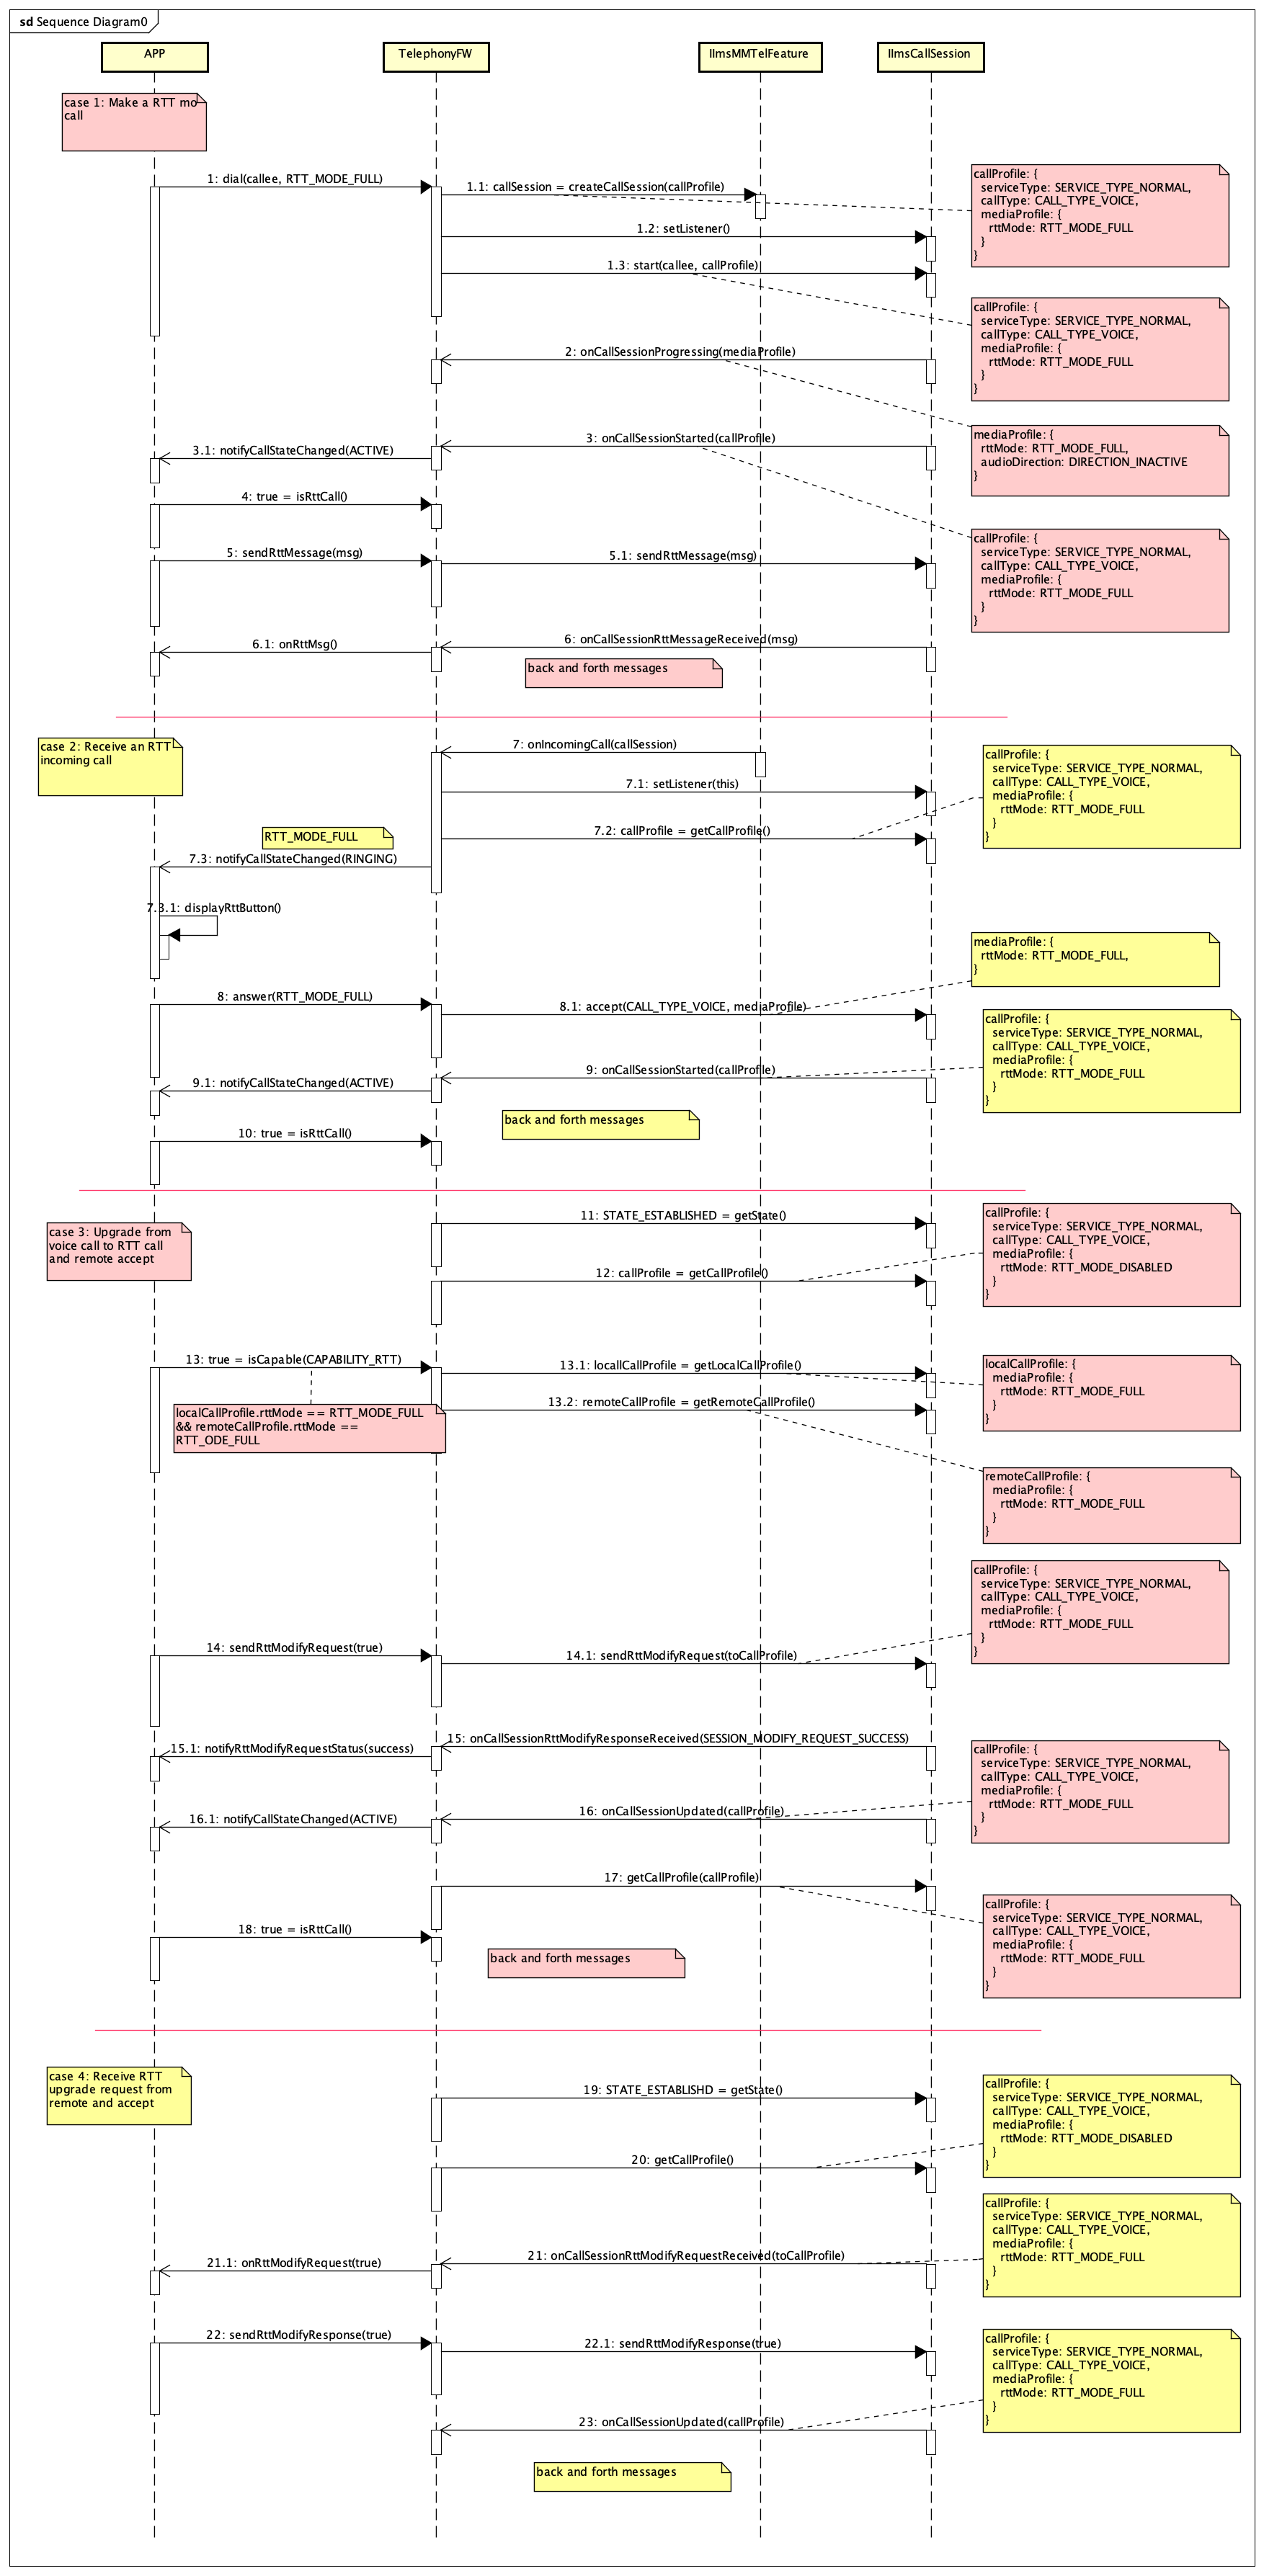 sd Sequence Diagram0
APP
TelephonyFW
IImsMMTelFeature
IImsCallSession
case 1: Make a RTT mo
call
1: dial(callee, RTT_MODE_FULL)
1.1: callSession = createCallSession(callProfile)
callProfile: {
serviceType: SERVICE_TYPE_NORMAL,
callType: CALL_TYPE_VOICE,
mediaProfile: {
rttMode: RTT_MODE_FULL
}
}
1.2: setListener()
1.3: start(callee, callProfile)
callProfile: {
serviceType: SERVICE_TYPE_NORMAL,
callType: CALL_TYPE_VOICE,
mediaProfile: {
rttMode: RTT_MODE_FULL
}
}
2: onCallSessionProgressing(mediaProfile)
mediaProfile: {
rttMode: RTT_MODE_FULL,
audioDirection: DIRECTION_INACTIVE
}
3: onCallSessionStarted(callProfile)
3.1: notifyCallStateChanged(ACTIVE)
callProfile: {
serviceType: SERVICE_TYPE_NORMAL,
callType: CALL_TYPE_VOICE,
mediaProfile: {
rttMode: RTT_MODE_FULL
}
}
4: true = isRttCall()
5: sendRttMessage(msg)
5.1: sendRttMessage(msg)
6: onCallSessionRttMessageReceived(msg)
6.1: onRttMsg()
back and forth messages
case 2: Receive an RTT
incoming call
7: onIncomingCall(callSession)
callProfile: {
serviceType: SERVICE_TYPE_NORMAL,
callType: CALL_TYPE_VOICE,
mediaProfile: {
rttMode: RTT_MODE_FULL
}
}
7.1: setListener(this)
RTT_MODE_FULL
7.2: callProfile = getCallProfile()
7.3: notifyCallStateChanged(RINGING)
7.3.1: displayRttButton()
mediaProfile: {
rttMode: RTT_MODE_FULL,
}
8: answer(RTT_MODE_FULL)
8.1: accept(CALL_TYPE_VOICE, mediaProfile)
callProfile: {
serviceType: SERVICE_TYPE_NORMAL,
callType: CALL_TYPE_VOICE,
mediaProfile: {
rttMode: RTT_MODE_FULL
}
}
9: onCallSessionStarted(callProfile)
9.1: notifyCallStateChanged(ACTIVE)
back and forth messages
10: true = isRttCall()
case 3: Upgrade from
voice call to RTT call
and remote accept
11: STATE_ESTABLISHED = getState()
callProfile: {
serviceType: SERVICE_TYPE_NORMAL,
callType: CALL_TYPE_VOICE,
mediaProfile: {
rttMode: RTT_MODE_DISABLED
}
}
12: callProfile = getCallProfile()
13: true = isCapable(CAPABILITY_RTT)
13.1: locallCallProfile = getLocalCallProfile()
localCallProfile: {
mediaProfile: {
rttMode: RTT_MODE_FULL
}
}
13.2: remoteCallProfile = getRemoteCallProfile()
localCallProfile.rttMode == RTT_MODE_FULL
&& remoteCallProfile.rttMode ==
RTT_ODE_FULL
remoteCallProfile: {
mediaProfile: {
rttMode: RTT_MODE_FULL
}
}
callProfile: {
serviceType: SERVICE_TYPE_NORMAL,
callType: CALL_TYPE_VOICE,
mediaProfile: {
rttMode: RTT_MODE_FULL
}
}
14: sendRttModifyRequest(true)
14.1: sendRttModifyRequest(toCallProfile)
15: onCallSessionRttModifyResponseReceived(SESSION_MODIFY_REQUEST_SUCCESS)
15.1: notifyRttModifyRequestStatus(success)
callProfile: {
serviceType: SERVICE_TYPE_NORMAL,
callType: CALL_TYPE_VOICE,
mediaProfile: {
rttMode: RTT_MODE_FULL
}
}
16: onCallSessionUpdated(callProfile)
16.1: notifyCallStateChanged(ACTIVE)
17: getCallProfile(callProfile)
callProfile: {
serviceType: SERVICE_TYPE_NORMAL,
callType: CALL_TYPE_VOICE,
mediaProfile: {
rttMode: RTT_MODE_FULL
}
}
18: true = isRttCall()
back and forth messages
case 4: Receive RTT
upgrade request from
remote and accept
19: STATE_ESTABLISHD = getState()
callProfile: {
serviceType: SERVICE_TYPE_NORMAL,
callType: CALL_TYPE_VOICE,
mediaProfile: {
rttMode: RTT_MODE_DISABLED
}
}
20: getCallProfile()
callProfile: {
serviceType: SERVICE_TYPE_NORMAL,
callType: CALL_TYPE_VOICE,
mediaProfile: {
rttMode: RTT_MODE_FULL
}
}
21: onCallSessionRttModifyRequestReceived(toCallProfile)
21.1: onRttModifyRequest(true)
22: sendRttModifyResponse(true)
22.1: sendRttModifyResponse(true)
callProfile: {
serviceType: SERVICE_TYPE_NORMAL,
callType: CALL_TYPE_VOICE,
mediaProfile: {
rttMode: RTT_MODE_FULL
}
}
23: onCallSessionUpdated(callProfile)
back and forth messages